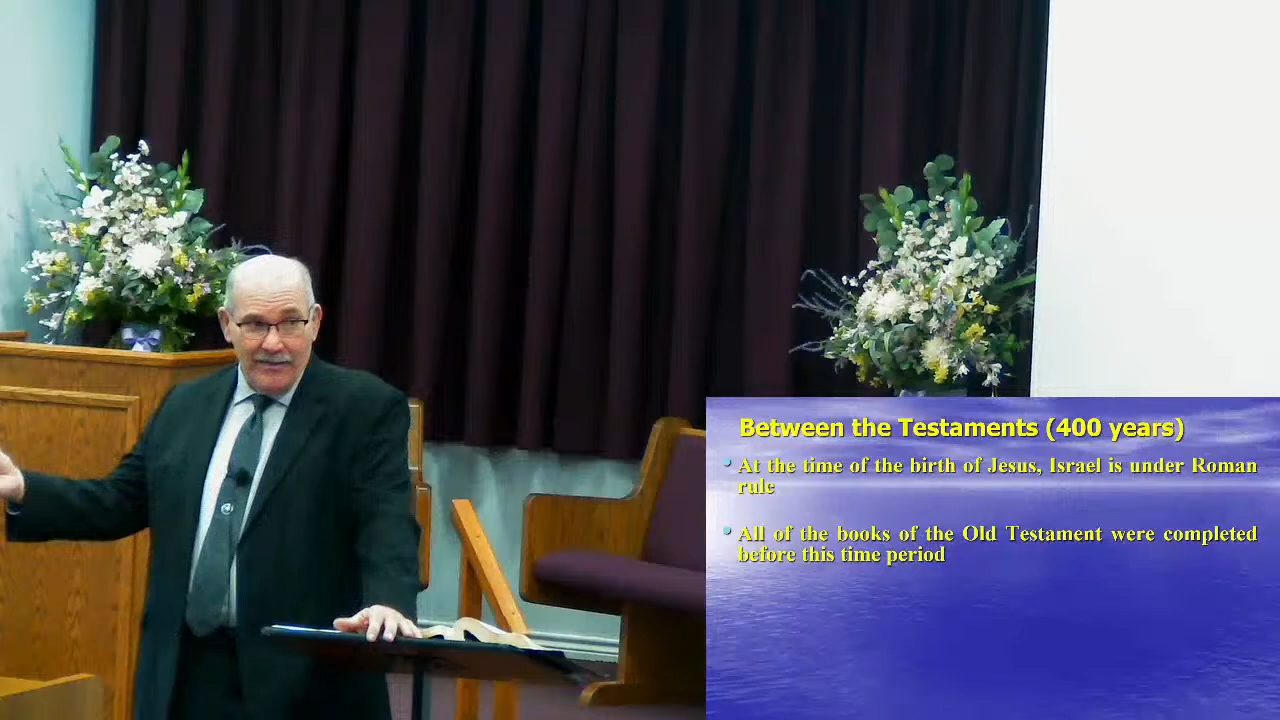 Between the Testaments (400 years)
At the time of the birth of Jesus, Israel is under Roman
rule
All of the books of the Old Testament were completed
before this time period